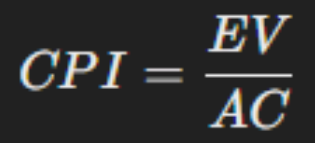 CPI = EV / AC